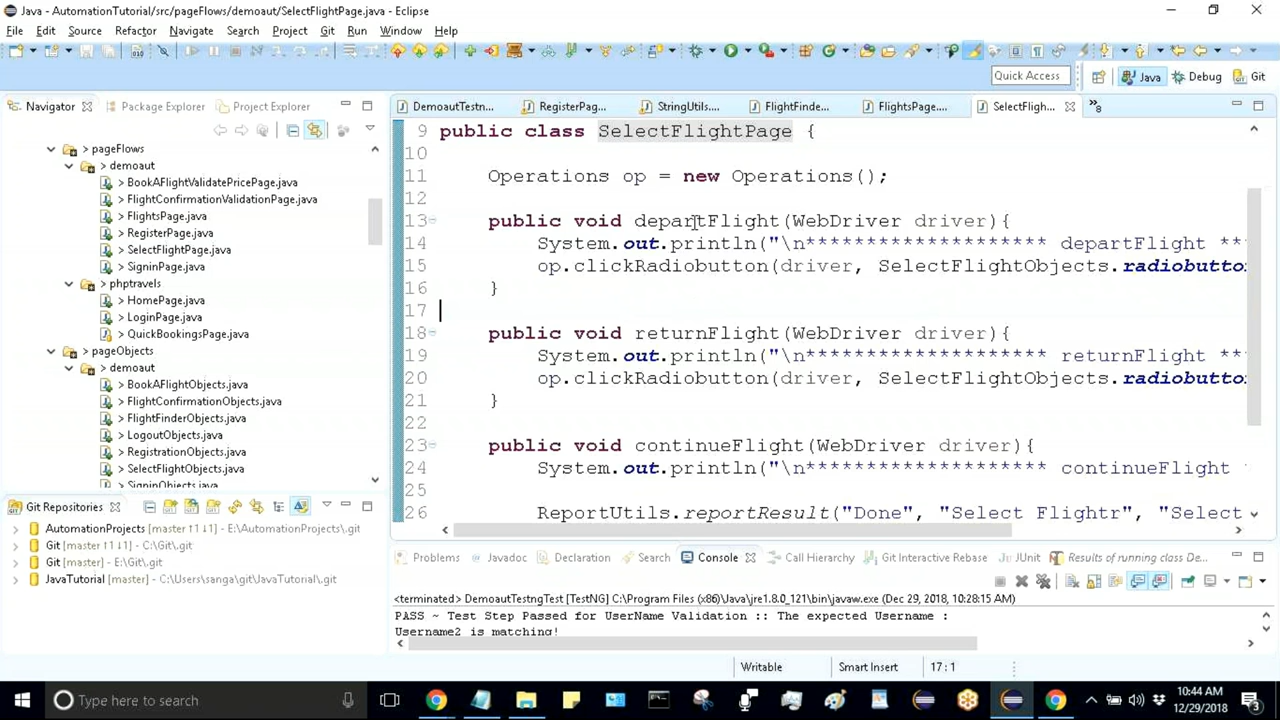 Java - AutomationTutorial/src/pageFlows/demoaut/SelectFlightPage.java - Eclipse
File Edit Source Refactor Navigate Search Project Git Run Window Help
Quick Access Java Debug Git
Navigator Package Explorer Project Explorer
> pageFlows
> demoaut
> BookAFlightValidatePricePage.java
> FlightConfirmationValidationPage.java
> FlightsPage.java
> RegisterPage.java
> SelectFlightPage.java
> SigninPage.java
> phptravels
> HomePage.java
> LoginPage.java
> QuickBookingsPage.java
> pageObjects
> demoaut
> BookAFlightObjects.java
> FlightConfirmationObjects.java
> FlightFinderObjects.java
> LogoutObjects.java
> RegistrationObjects.java
> SelectFlightObjects.java
> SigninObjects.java
Git Repositories
AutomationProjects [master ↑1 ↓1] - E:\AutomationProjects\.git
Git [master ↑1 ↓1] - C:\Git\.git
Git [master] - E:\Git\.git
JavaTutorial [master] - C:\Users\sanga\git\JavaTutorial\.git
DemoautTestn... RegisterPag... StringUtils.... FlightFinde... FlightsPage.... SelectFligh... »8
9 public class SelectFlightPage {
10
11 Operations op = new Operations();
12
13 public void departFlight(WebDriver driver){
14 System.out.println("\n******************** departFlight **
15 op.clickRadiobutton(driver, SelectFlightObjects.radiobutto
16 }
17
18 public void returnFlight(WebDriver driver){
19 System.out.println("\n******************** returnFlight **
20 op.clickRadiobutton(driver, SelectFlightObjects.radiobutto
21 }
22
23 public void continueFlight(WebDriver driver){
24 System.out.println("\n******************** continueFlight *
25
26 ReportUtils.reportResult("Done", "Select Flightr", "Select
Problems Javadoc Declaration Search Console Call Hierarchy Git Interactive Rebase JUnit Results of running class De...
<terminated> DemoautTestngTest [TestNG] C:\Program Files (x86)\Java\jre1.8.0_121\bin\javaw.exe (Dec 29, 2018, 10:28:15 AM)
PASS ~ Test Step Passed for UserName Validation :: The expected Username :
Username2 is matching!
Writable Smart Insert 17 : 1
Type here to search
10:44 AM
12/29/2018
3